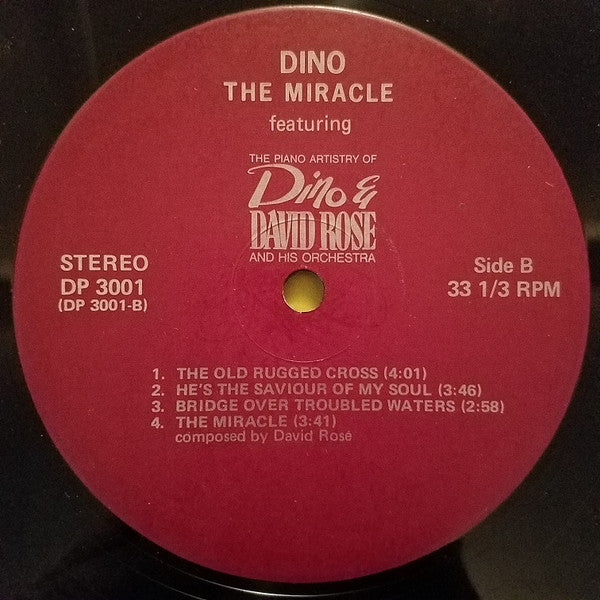 DINO
THE MIRACLE
featuring
THE PIANO ARTISTRY OF
Dino &
DAVID ROSE
AND HIS ORCHESTRA
STEREO
DP 3001
(DP 3001-B)
Side B
33 1/3 RPM
1. THE OLD RUGGED CROSS (4:01)
2. HE'S THE SAVIOUR OF MY SOUL (3:46)
3. BRIDGE OVER TROUBLED WATERS (2:58)
4. THE MIRACLE (3:41)
composed by David Rosé